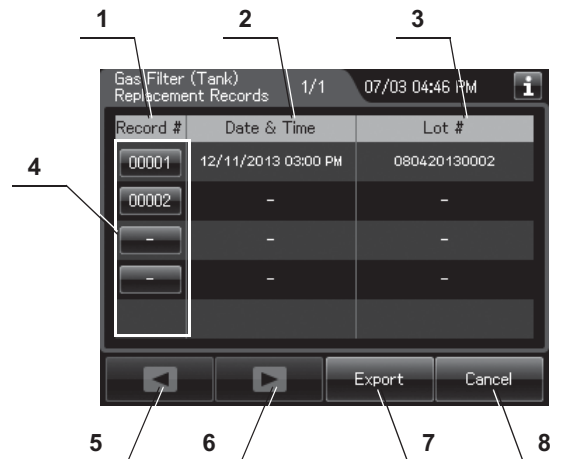 1 2 3
Gas Filter (Tank)
Replacement Records
1/1
07/03 04:46 PM
i
Record # Date & Time Lot #
4
00001 12/11/2013 03:00 PM 080420130002
00002 - -
- - -
- - -
Export Cancel
5 6 7 8